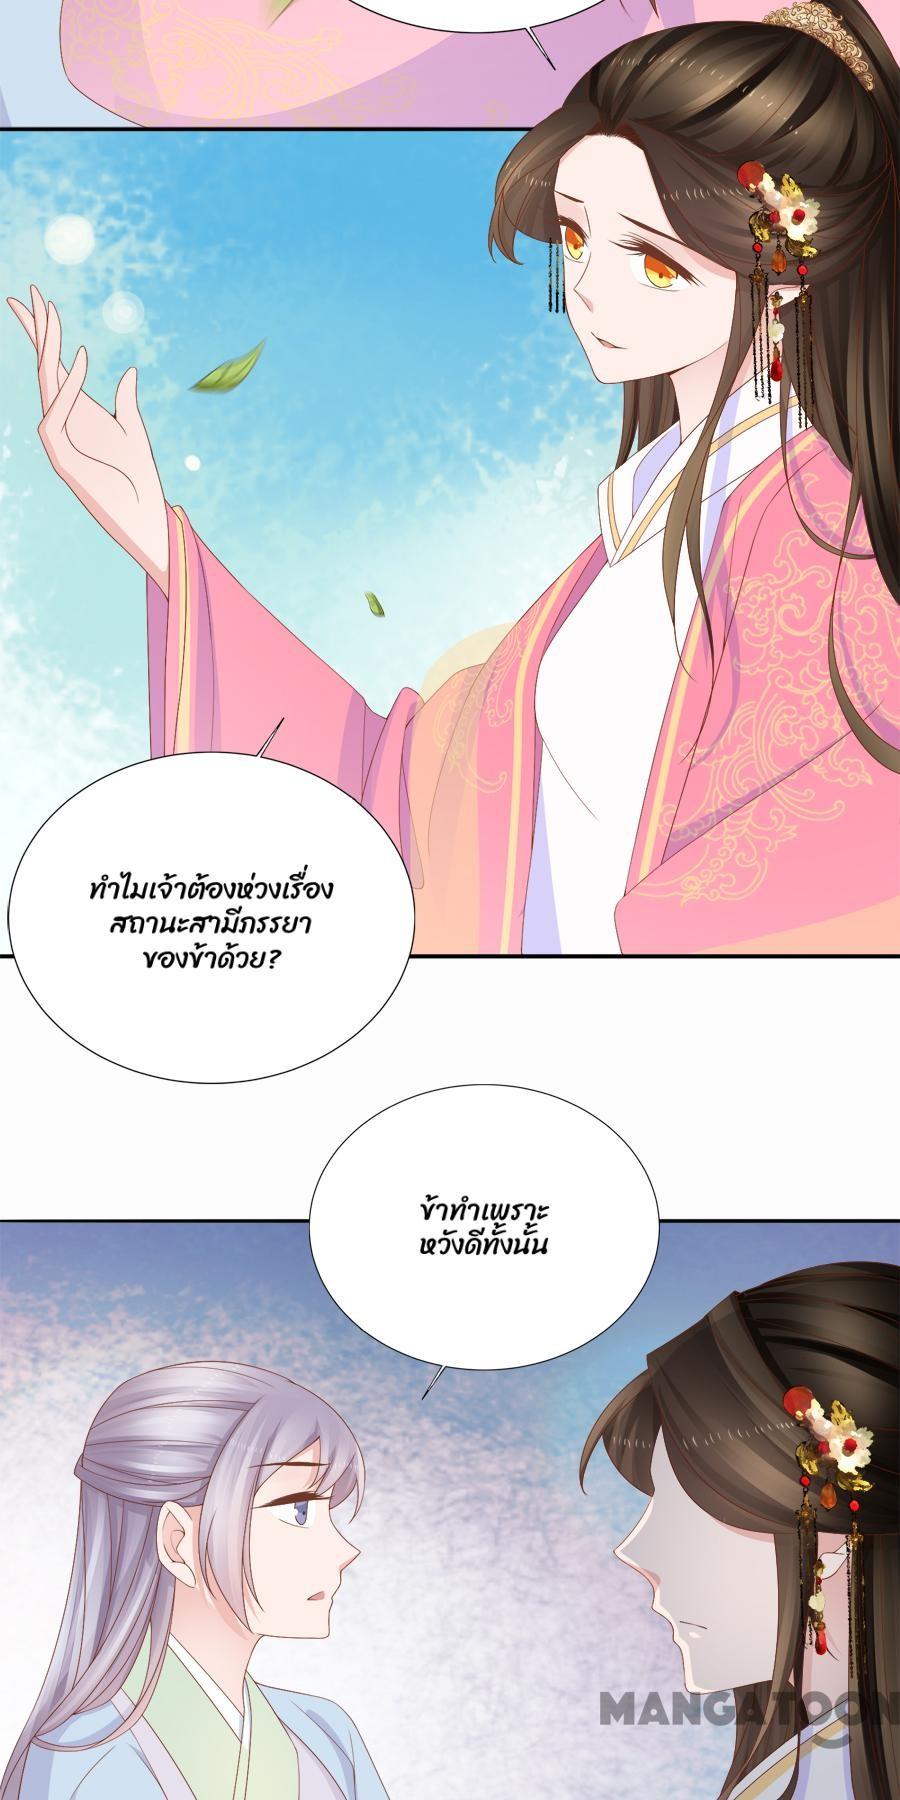 ทำไมเจ้าต้องห่วงเรื่อง
สถานะสามีภรรยา
ของข้าด้วย?
ข้าทำเพราะ
หวังดีทั้งนั้น
MANGATOON